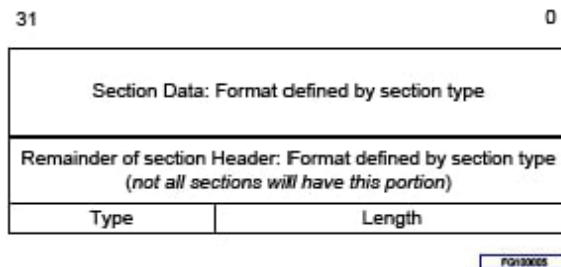 31 0
Section Data: Format defined by section type
Remainder of section Header: Format defined by section type
(not all sections will have this portion)
Type Length